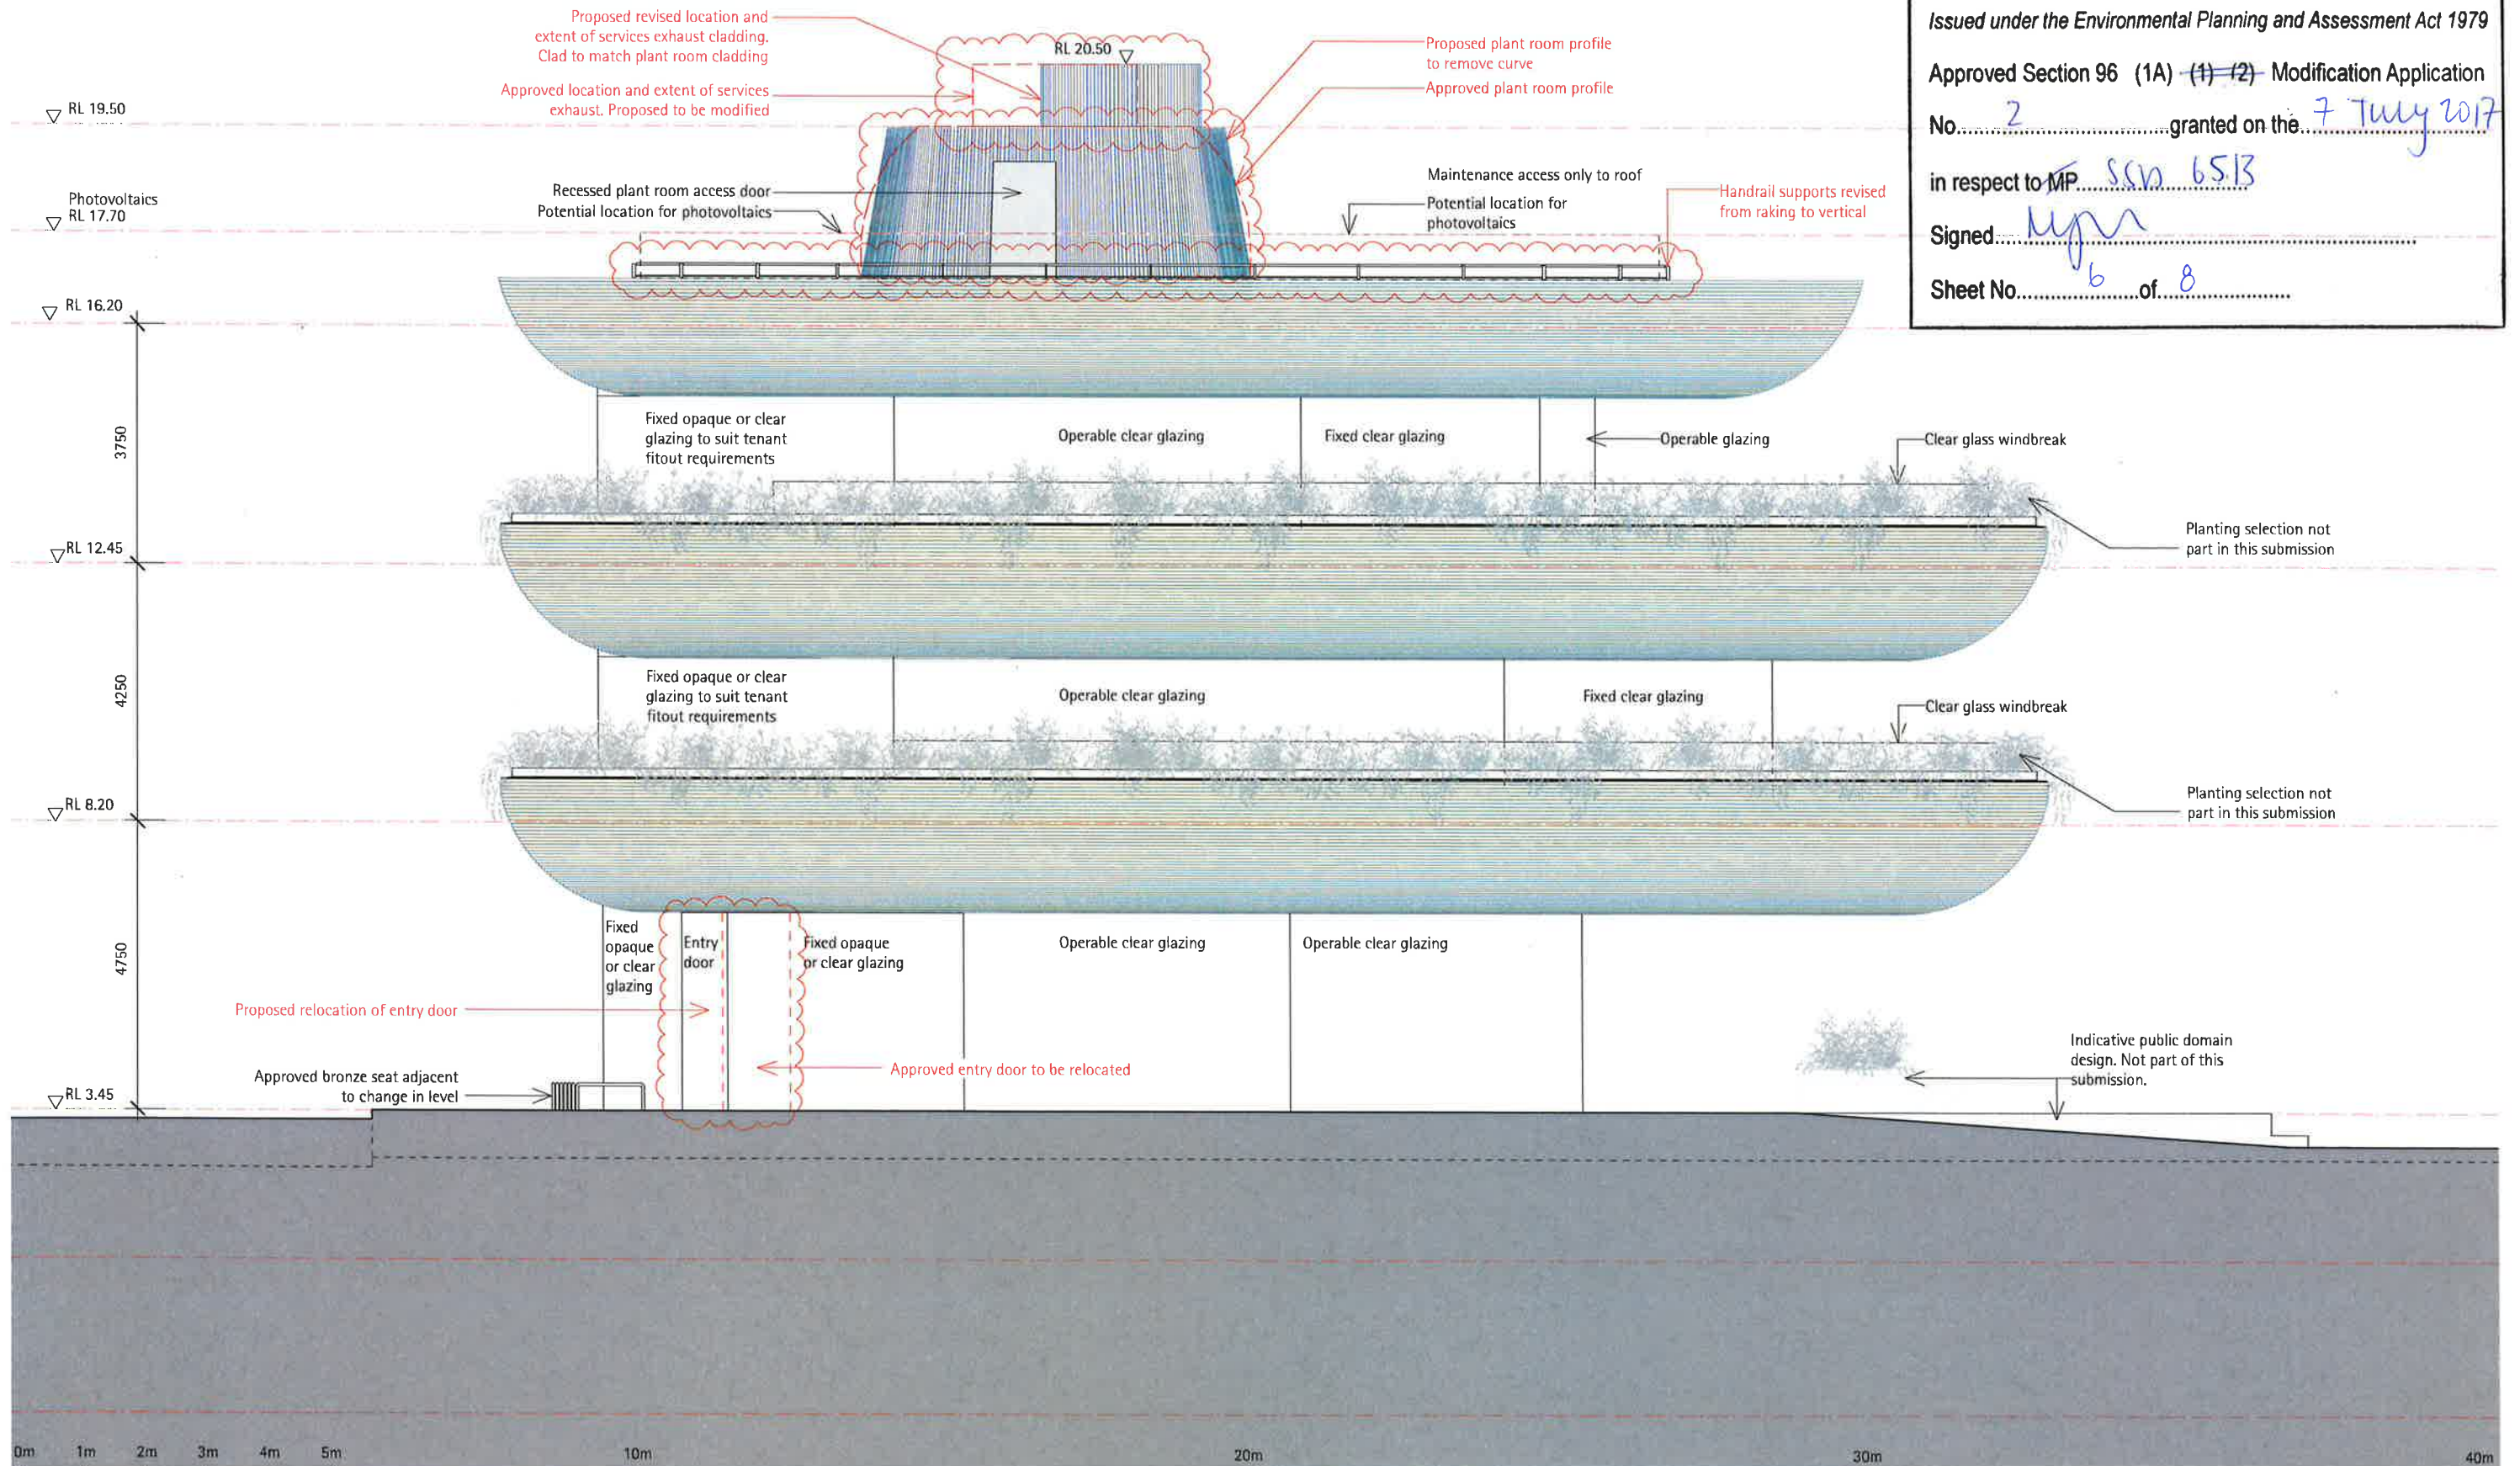 Issued under the Environmental Planning and Assessment Act 1979
Approved Section 96 (1A) (1) (2) Modification Application
No. 2 granted on the 7 July 2017
in respect to MP SSD 6513
Signed
Sheet No. 6 of 8
Proposed revised location and
extent of services exhaust cladding.
Clad to match plant room cladding
RL 20.50
Proposed plant room profile
to remove curve
Approved location and extent of services
exhaust. Proposed to be modified
Approved plant room profile
RL 19.50
Recessed plant room access door
Potential location for photovoltaics
Maintenance access only to roof
Potential location for
photovoltaics
Handrail supports revised
from raking to vertical
Photovoltaics
RL 17.70
RL 16.20
3750
Fixed opaque or clear
glazing to suit tenant
fitout requirements
Operable clear glazing
Fixed clear glazing
Operable glazing
Clear glass windbreak
Planting selection not
part in this submission
RL 12.45
4250
Fixed opaque or clear
glazing to suit tenant
fitout requirements
Operable clear glazing
Fixed clear glazing
Clear glass windbreak
Planting selection not
part in this submission
RL 8.20
4750
Fixed
opaque
or clear
glazing
Entry
door
Fixed opaque
or clear glazing
Operable clear glazing
Operable clear glazing
Proposed relocation of entry door
Approved entry door to be relocated
Approved bronze seat adjacent
to change in level
Indicative public domain
design. Not part of this
submission.
RL 3.45
0m 1m 2m 3m 4m 5m 10m 20m 30m 40m